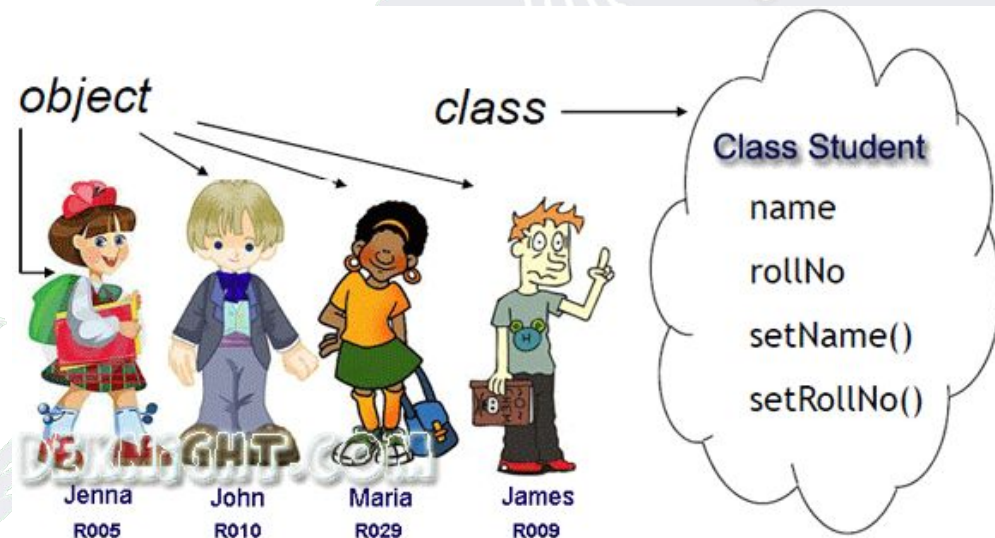 object
class
Class Student
name
rollNo
setName()
setRollNo()
Jenna John Maria James
R005 R010 R029 R009
H